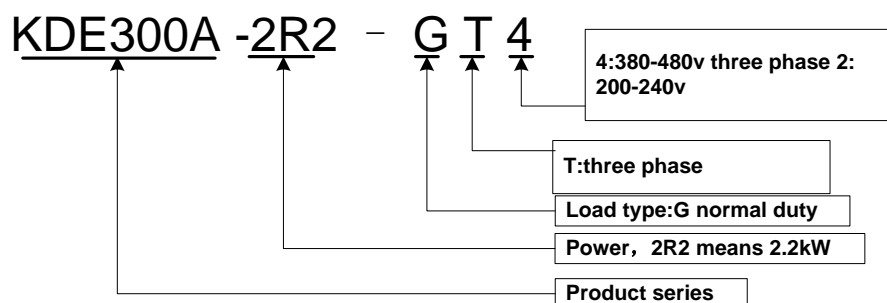 KDE300A -2R2 - G T 4
4:380-480v three phase 2:
200-240v
T:three phase
Load type:G normal duty
Power，2R2 means 2.2kW
Product series